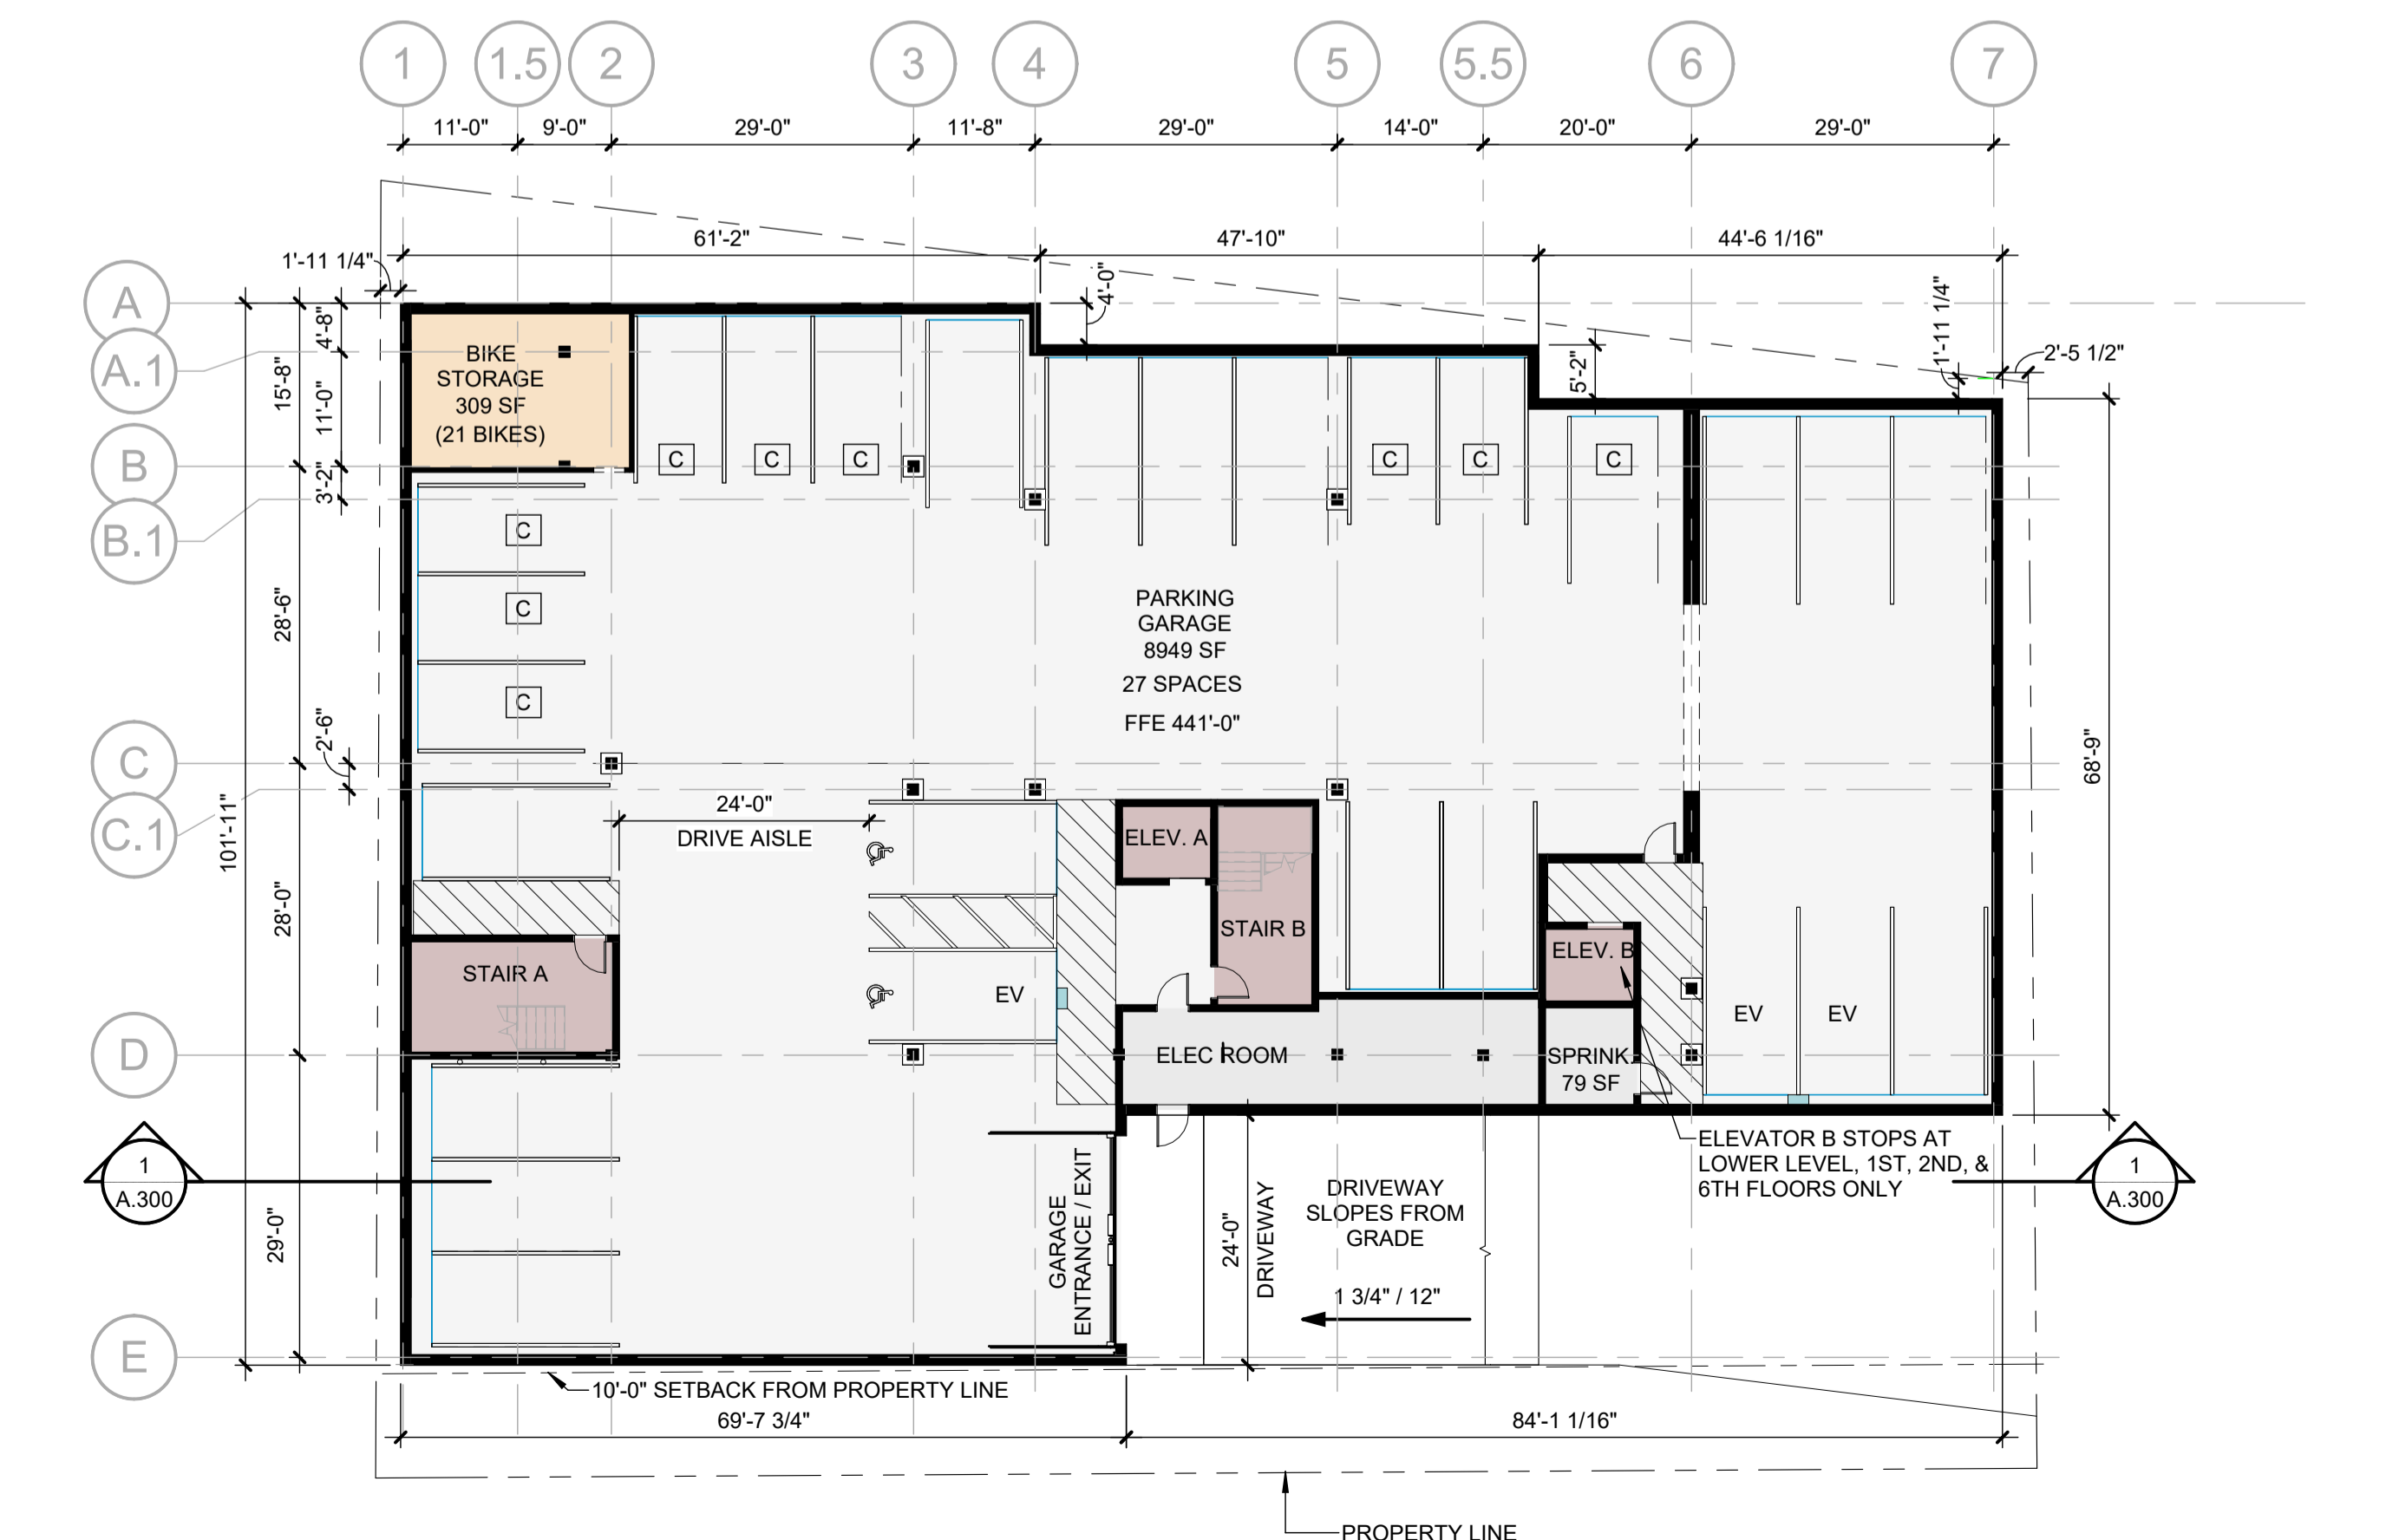 1
1.5
2
3
4
5
5.5
6
7
11'-0"
9'-0"
29'-0"
11'-8"
29'-0"
14'-0"
20'-0"
29'-0"
61'-2"
47'-10"
44'-6 1/16"
1'-11 1/4"
4'-0"
5'-2"
1'-11 1/4"
2'-5 1/2"
A
A.1
B
B.1
C
C.1
D
E
4'-8"
15'-8"
11'-0"
3'-2"
28'-6"
2'-6"
101'-11"
28'-0"
29'-0"
68'-9"
BIKE
STORAGE
309 SF
(21 BIKES)
C
C
C
C
C
C
C
C
C
PARKING
GARAGE
8949 SF
27 SPACES
FFE 441'-0"
24'-0"
DRIVE AISLE
ELEV. A
STAIR B
STAIR A
EV
ELEV. B
EV
EV
ELEC ROOM
SPRINK.
79 SF
1
A.300
GARAGE
ENTRANCE / EXIT
24'-0"
DRIVEWAY
DRIVEWAY
SLOPES FROM
GRADE
1 3/4" / 12"
ELEVATOR B STOPS AT
LOWER LEVEL, 1ST, 2ND, &
6TH FLOORS ONLY
1
A.300
10'-0" SETBACK FROM PROPERTY LINE
69'-7 3/4"
84'-1 1/16"
PROPERTY LINE